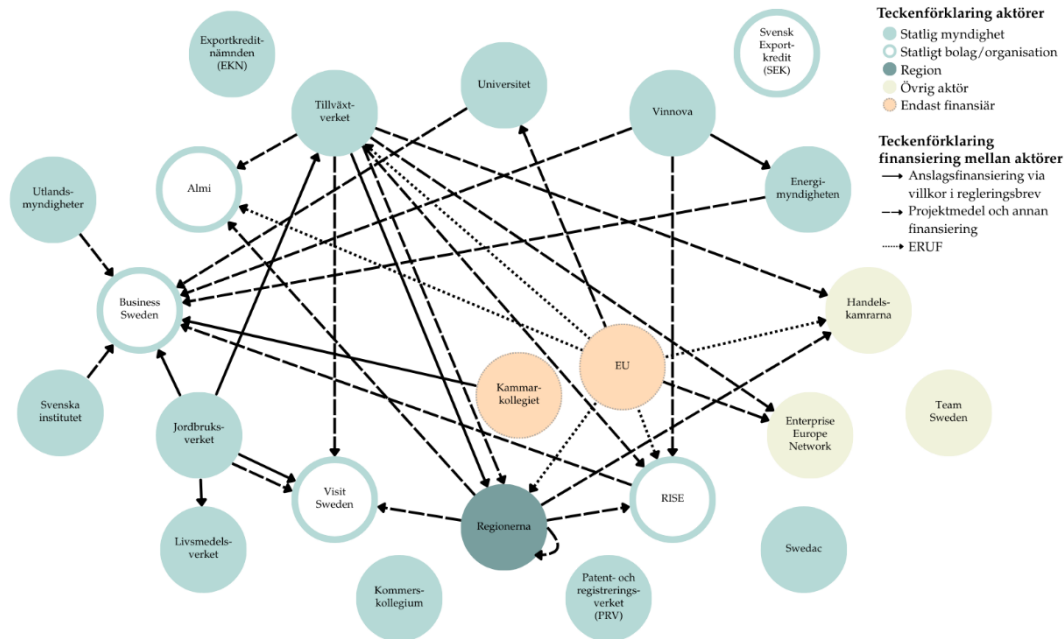 Exportkredit-
nämnden
(EKN)
Svensk
Export-
kredit
(SEK)
Tillväxt-
verket
Universitet
Vinnova
Almi
Energi-
myndigheten
Utlands-
myndigheter
Business
Sweden
Handels-
kamrarna
EU
Kammar-
kollegiet
Svenska
institutet
Jordbruks-
verket
Enterprise
Europe
Network
Team
Sweden
Visit
Sweden
Regionerna
RISE
Livsmedels-
verket
Swedac
Kommers-
kollegium
Patent- och
registrerings-
verket
(PRV)
Teckenförklaring aktörer
Statlig myndighet
Statligt bolag/organisation
Region
Övrig aktör
Endast finansiär
Teckenförklaring
finansiering mellan aktörer
Anslagsfinansiering via
villkor i regleringsbrev
Projektmedel och annan
finansiering
ERUF